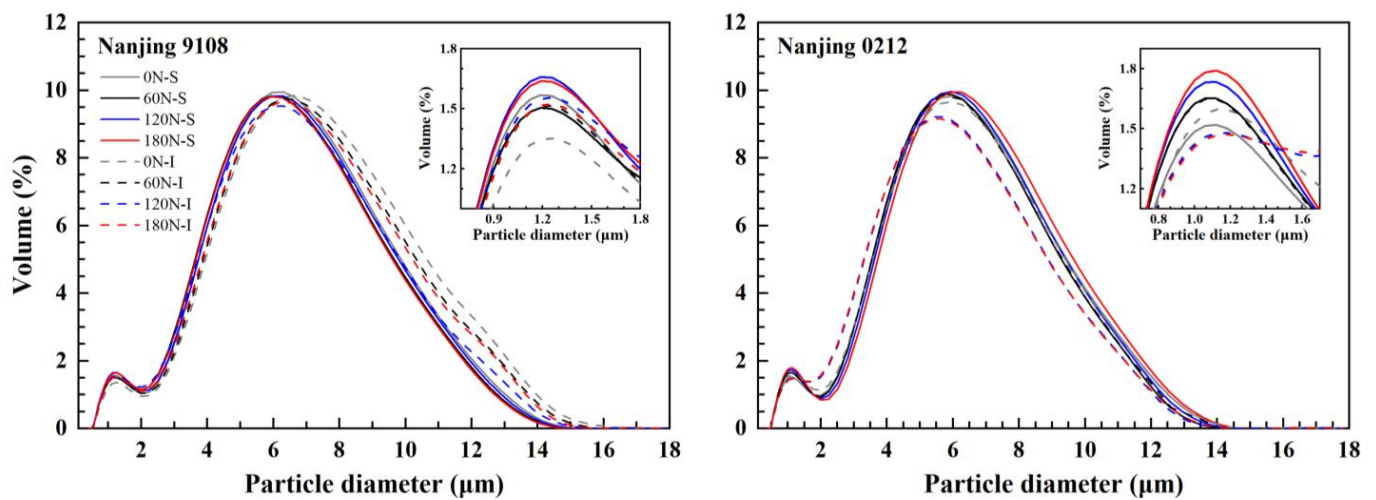 Nanjing 9108
0N-S
60N-S
120N-S
180N-S
0N-I
60N-I
120N-I
180N-I
Volume (%)
12
10
8
6
4
2
0
2 4 6 8 10 12 14 16 18
Particle diameter (μm)
Volume (%)
1.8
1.5
1.2
0.9 1.2 1.5 1.8
Particle diameter (μm)
Nanjing 0212
12
10
8
6
4
2
0
2 4 6 8 10 12 14 16 18
Particle diameter (μm)
Volume (%)
1.8
1.5
1.2
0.8 1.0 1.2 1.4 1.6
Particle diameter (μm)